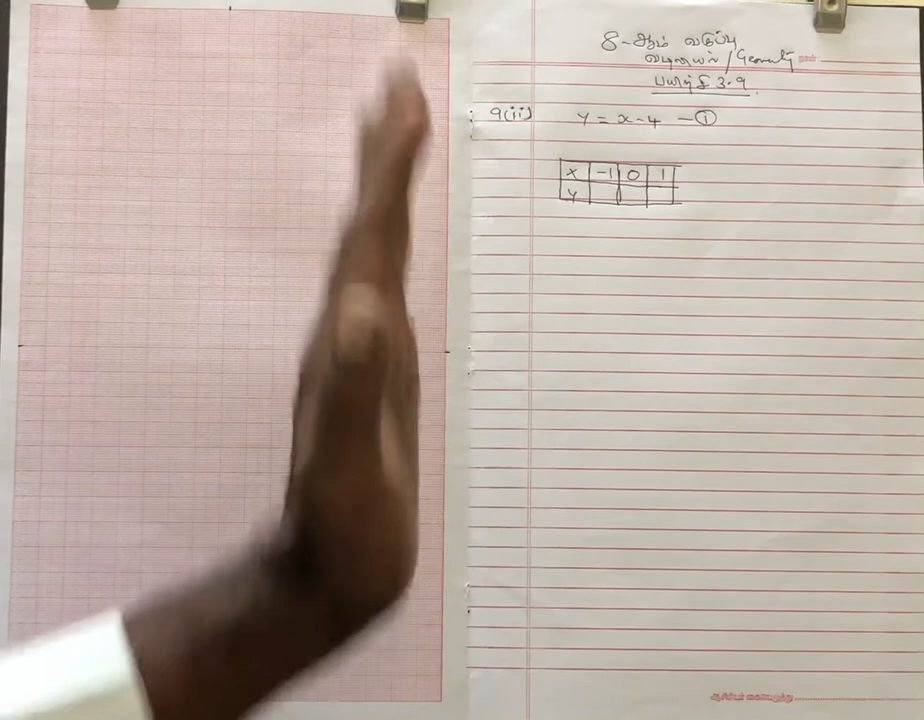 8-ஆம் வகுப்பு
வடிவியல் / Geometry
பயிற்சி 3.9
9(ii) y = x - 4 - ①
x -1 0 1
y